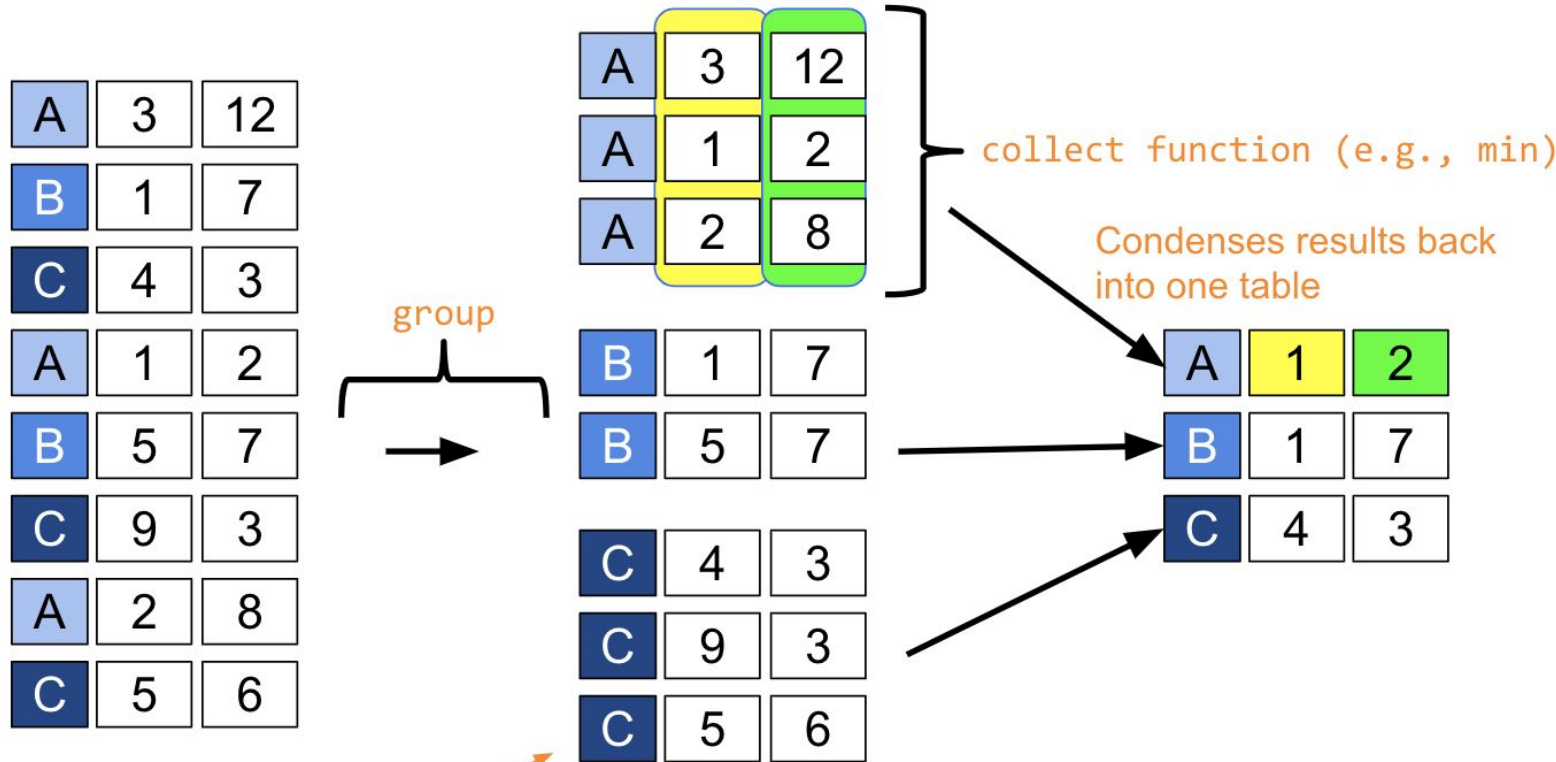 A 3 12
B 1 7
C 4 3
A 1 2
B 5 7
C 9 3
A 2 8
C 5 6
group
A 3 12
A 1 2
A 2 8
B 1 7
B 5 7
C 4 3
C 9 3
C 5 6
collect function (e.g., min)
Condenses results back
into one table
A 1 2
B 1 7
C 4 3